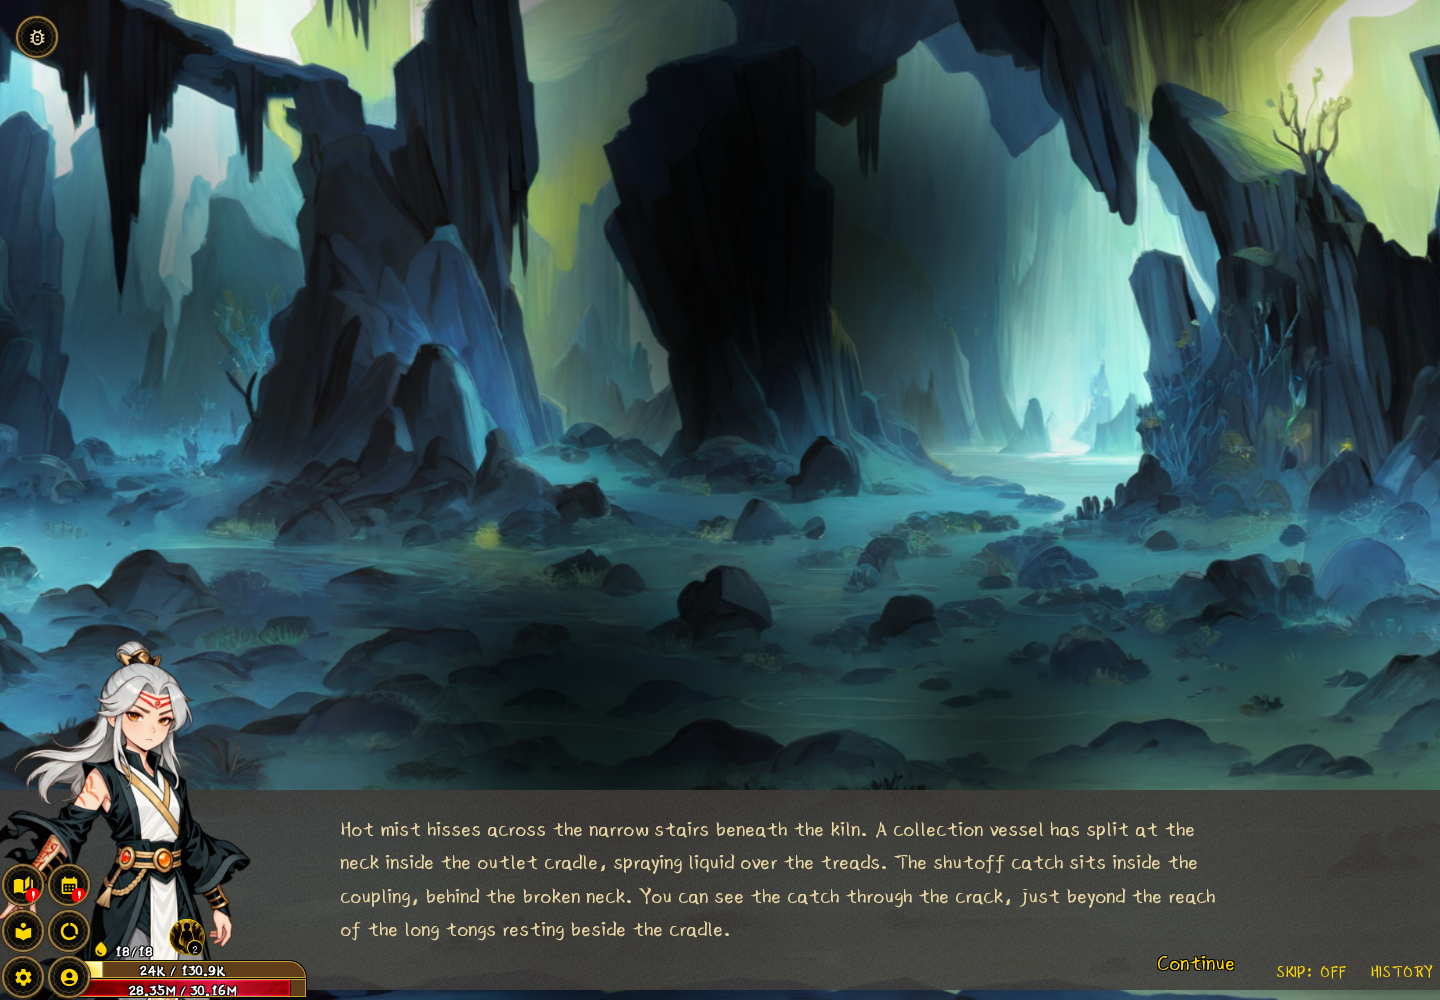 Hot mist hisses across the narrow stairs beneath the kiln. A collection vessel has split at the
neck inside the outlet cradle, spraying liquid over the treads. The shutoff catch sits inside the
coupling, behind the broken neck. You can see the catch through the crack, just beyond the reach
of the long tongs resting beside the cradle.
Continue
SKIP: OFF
HISTORY
18/18
2
24k / 130.9k
28.35M / 30.16M